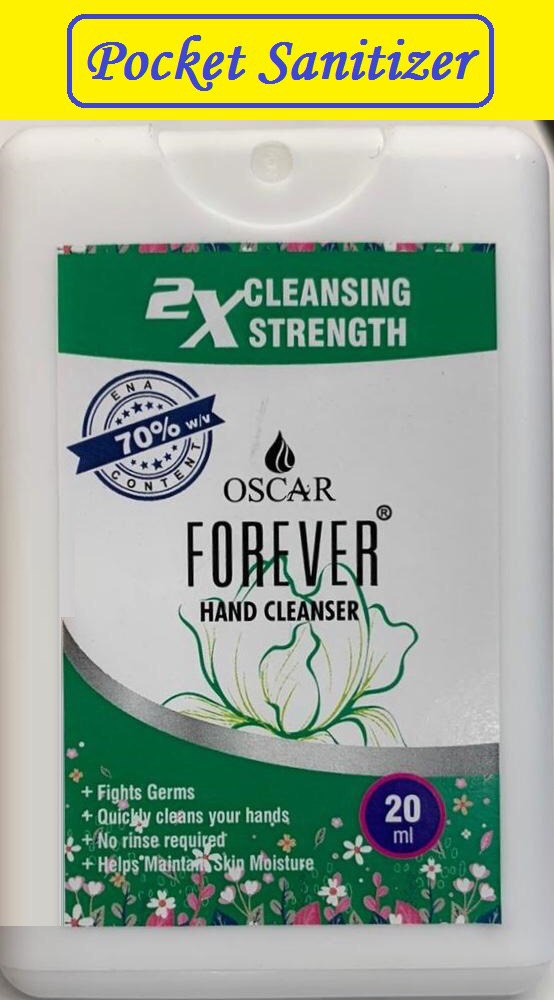 Pocket Sanitizer
2X CLEANSING
STRENGTH
ENA
70% w/v
CONTENT
OSCAR
FOREVER®
HAND CLEANSER
+ Fights Germs
+ Quickly cleans your hands
+ No rinse required
+ Helps Maintain Skin Moisture
20
ml